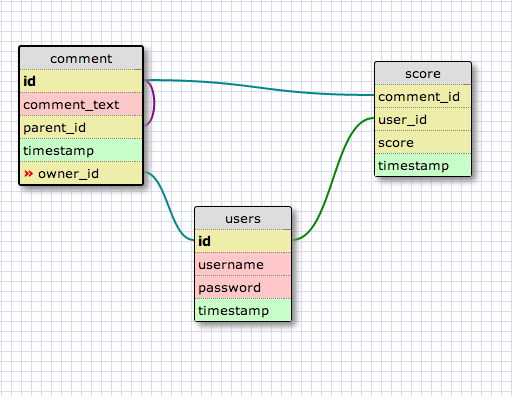 comment
id
comment_text
parent_id
timestamp
» owner_id
score
comment_id
user_id
score
timestamp
users
id
username
password
timestamp